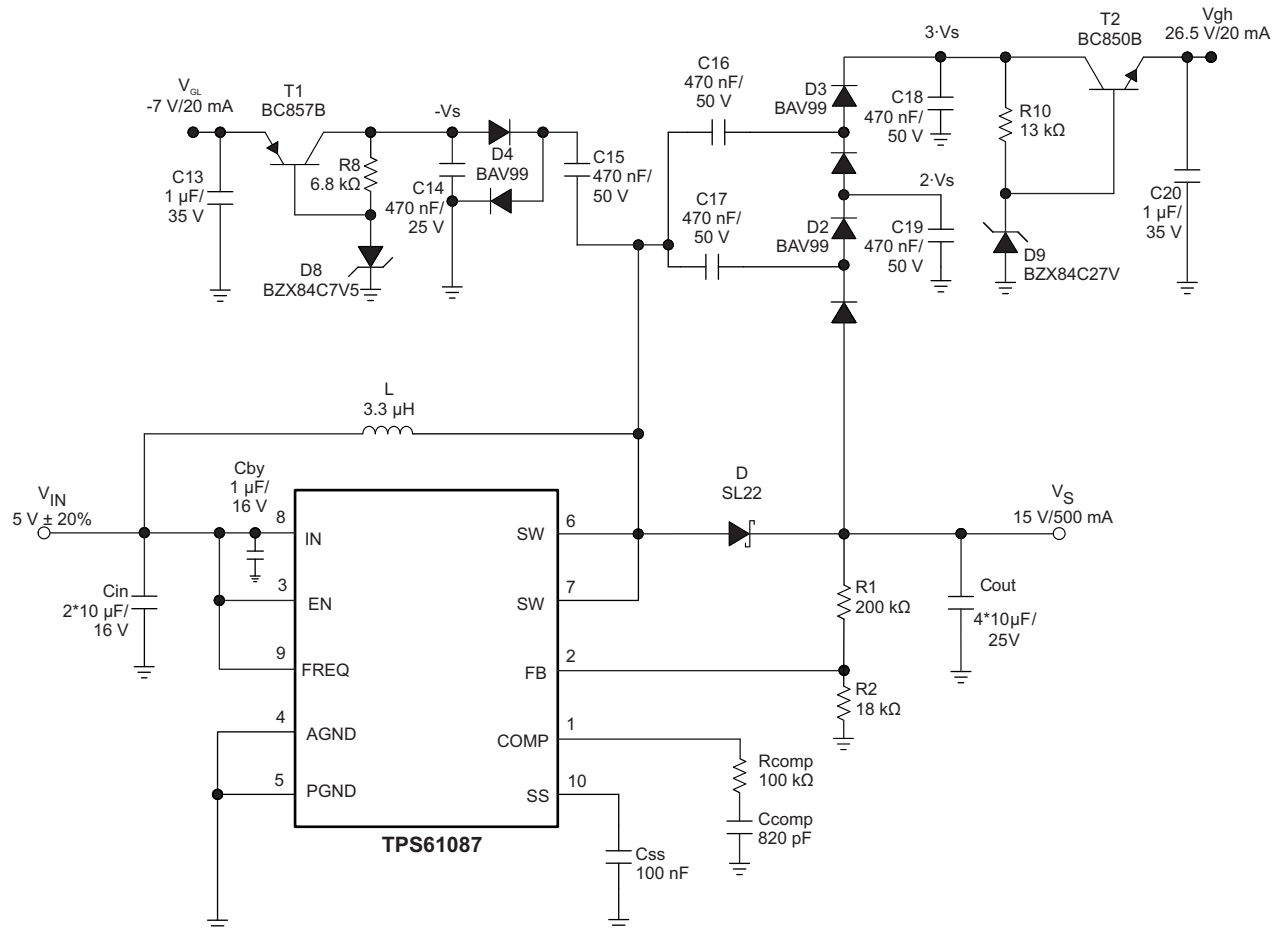 T2
BC850B
Vgh
26.5 V/20 mA
3·Vs
C16
470 nF/
50 V
D3
BAV99
C18
470 nF/
50 V
R10
13 kΩ
V_GL
-7 V/20 mA
T1
BC857B
-Vs
C13
1 µF/
35 V
R8
6.8 kΩ
C14
470 nF/
25 V
D4
BAV99
C15
470 nF/
50 V
C17
470 nF/
50 V
D2
BAV99
2·Vs
C19
470 nF/
50 V
C20
1 µF/
35 V
D8
BZX84C7V5
D9
BZX84C27V
L
3.3 µH
Cby
1 µF/
16 V
V_IN
5 V ± 20%
D
SL22
V_S
15 V/500 mA
8
IN
SW
6
3
EN
SW
7
Cin
2*10 µF/
16 V
R1
200 kΩ
Cout
4*10µF/
25V
9
FREQ
FB
2
R2
18 kΩ
4
AGND
COMP
1
Rcomp
100 kΩ
5
PGND
SS
10
Ccomp
820 pF
TPS61087
Css
100 nF